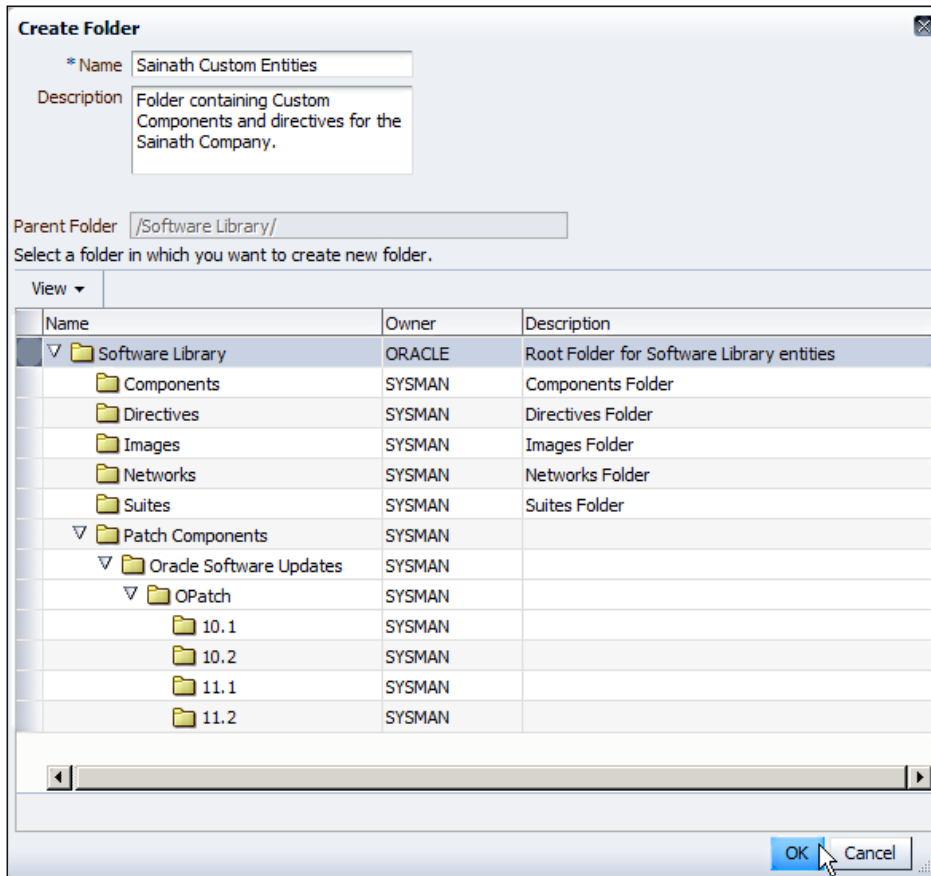 Create Folder
* Name Sainath Custom Entities
Description Folder containing Custom
Components and directives for the
Sainath Company.
Parent Folder /Software Library/
Select a folder in which you want to create new folder.
View
Name Owner Description
Software Library ORACLE Root Folder for Software Library entities
Components SYSMAN Components Folder
Directives SYSMAN Directives Folder
Images SYSMAN Images Folder
Networks SYSMAN Networks Folder
Suites SYSMAN Suites Folder
Patch Components SYSMAN
Oracle Software Updates SYSMAN
OPatch SYSMAN
10.1 SYSMAN
10.2 SYSMAN
11.1 SYSMAN
11.2 SYSMAN
OK Cancel